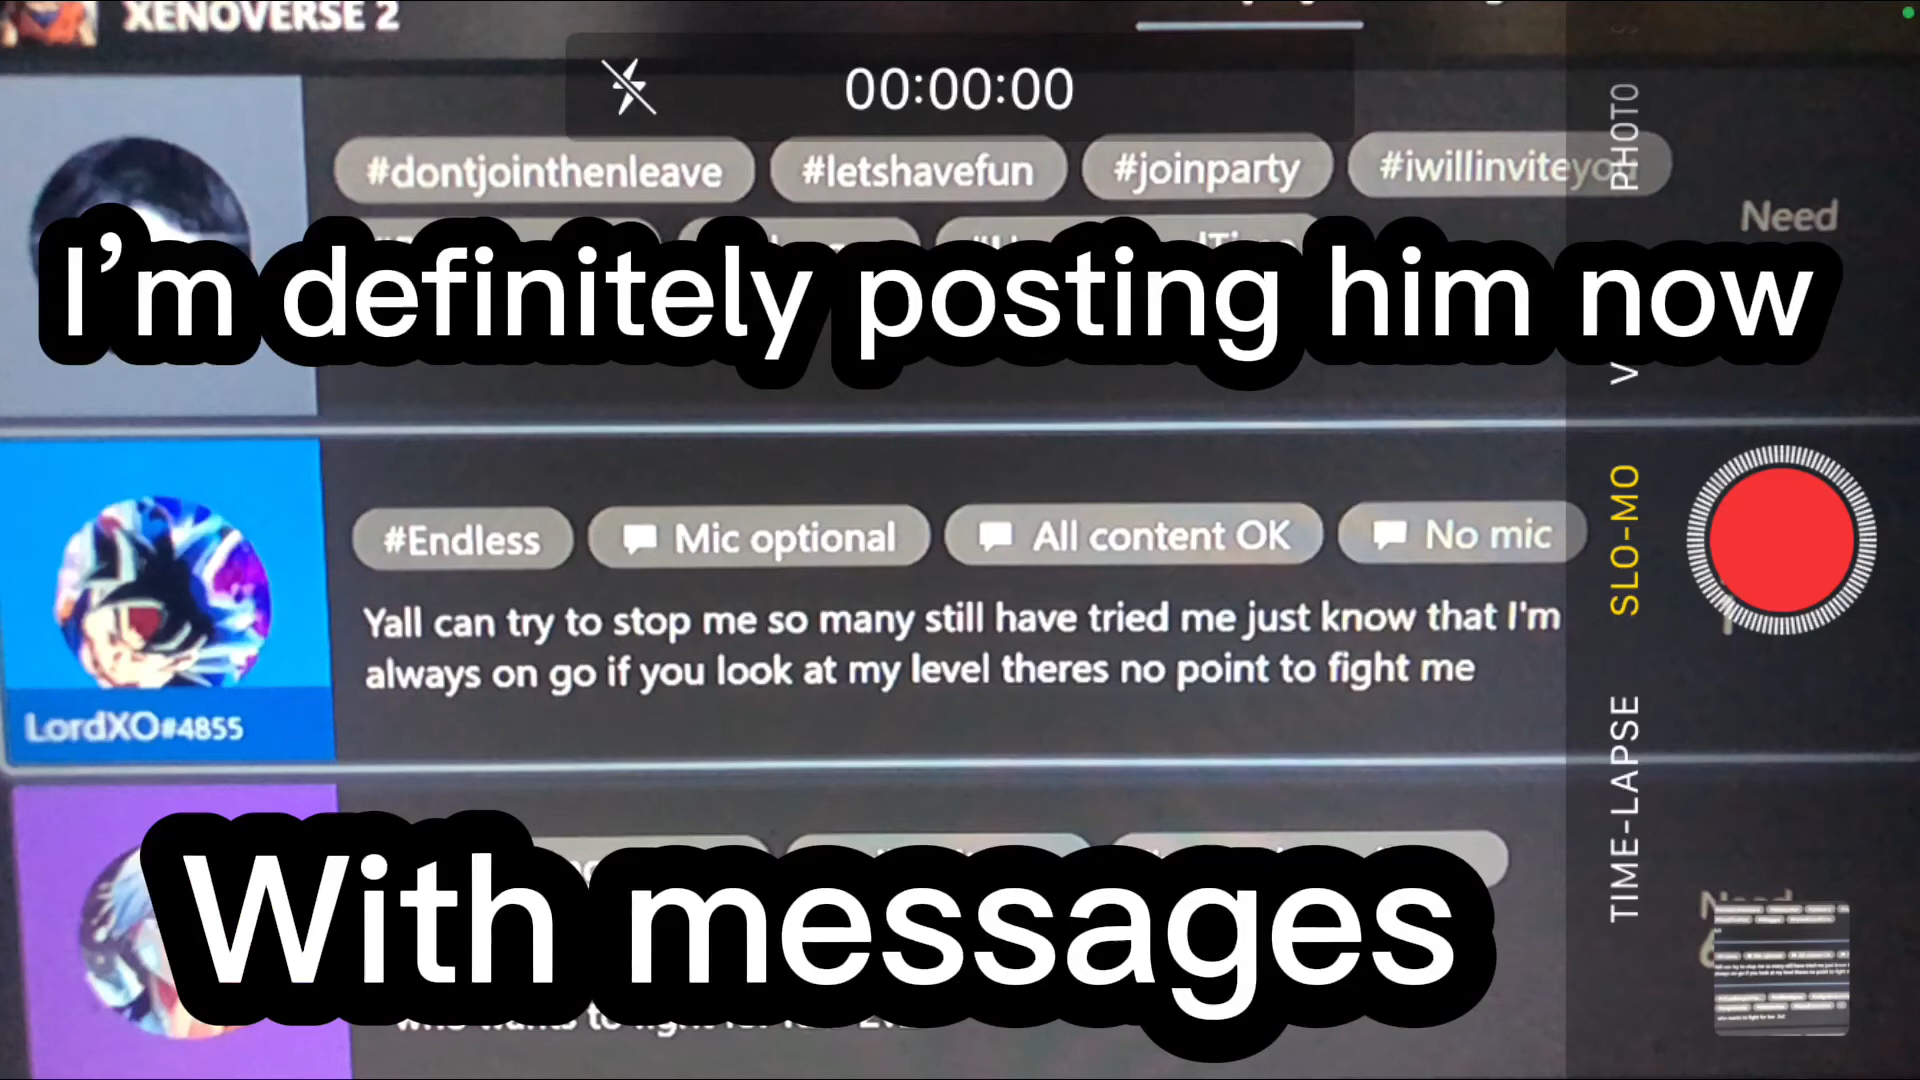 XENOVERSE 2
00:00:00
#dontjointhenleave #letshavefun #joinparty #iwillinviteyou
Need
I'm definitely posting him now
#Endless Mic optional All content OK No mic
Yall can try to stop me so many still have tried me just know that I'm
always on go if you look at my level theres no point to fight me
LordXO#4855
With messages
PHOTO
V
SLO-MO
TIME-LAPSE